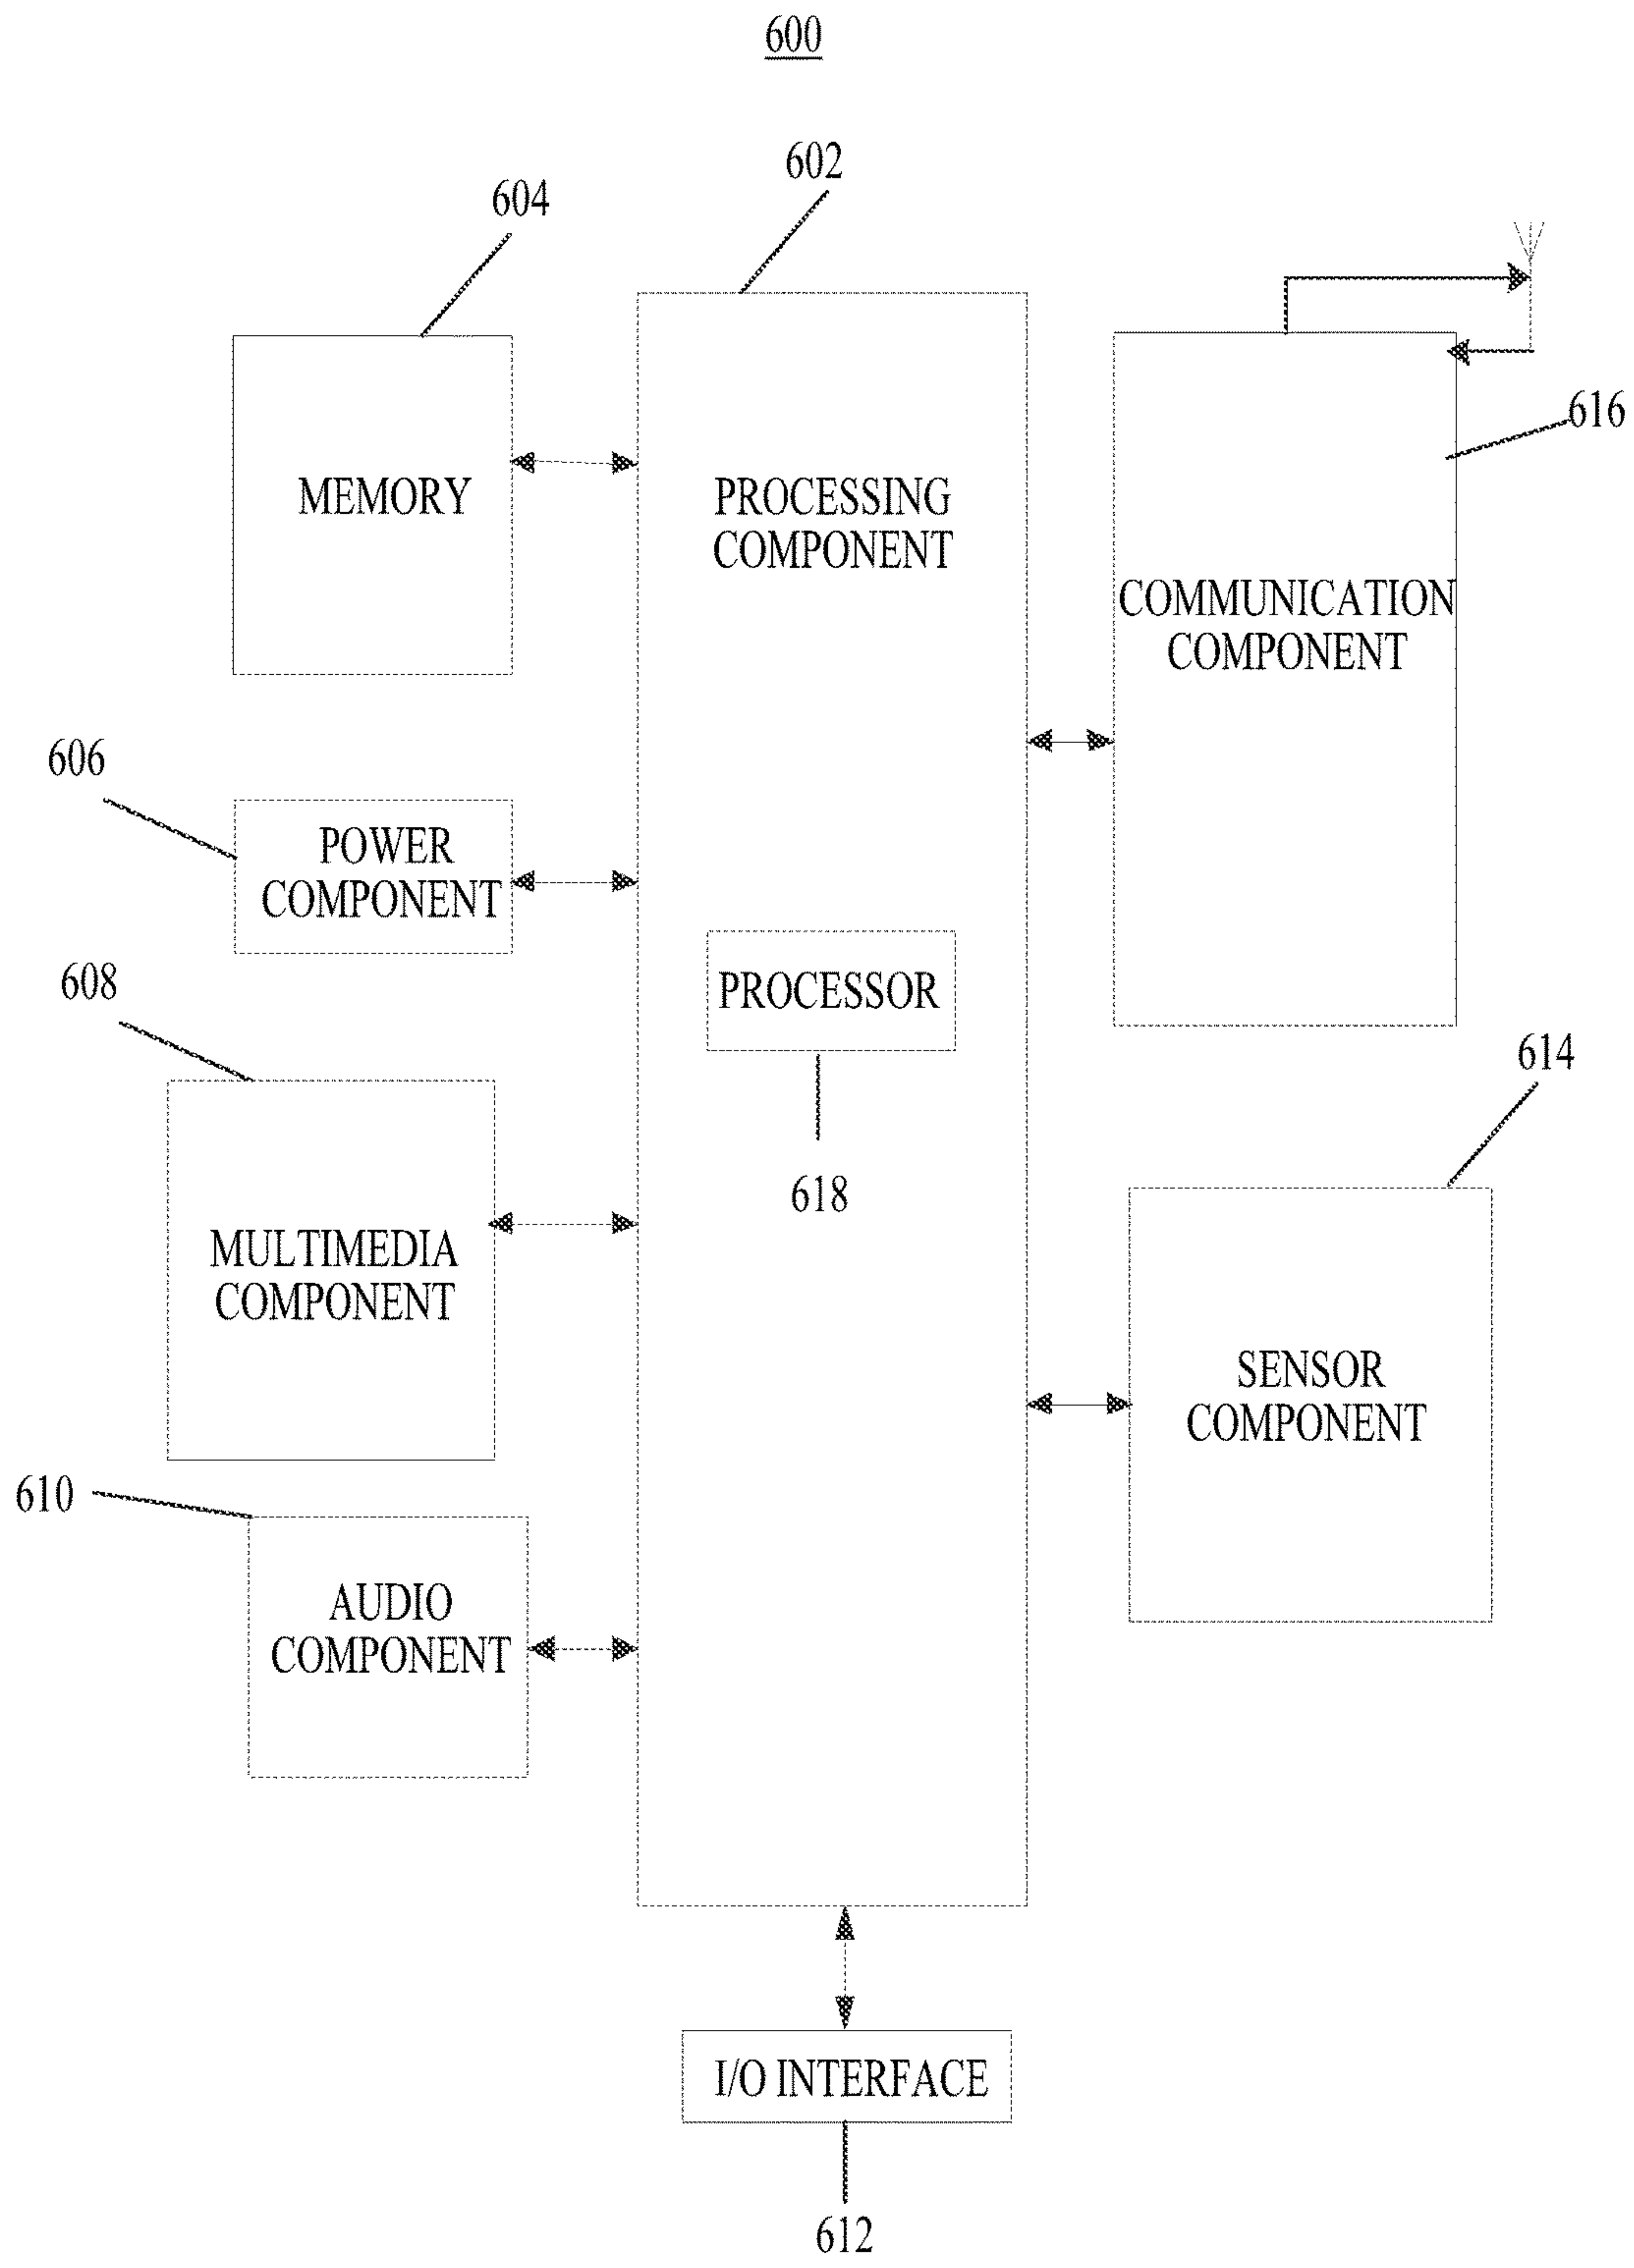 600
602
604
MEMORY
PROCESSING
COMPONENT
616
COMMUNICATION
COMPONENT
606
POWER
COMPONENT
608
PROCESSOR
618
614
MULTIMEDIA
COMPONENT
SENSOR
COMPONENT
610
AUDIO
COMPONENT
I/O INTERFACE
612